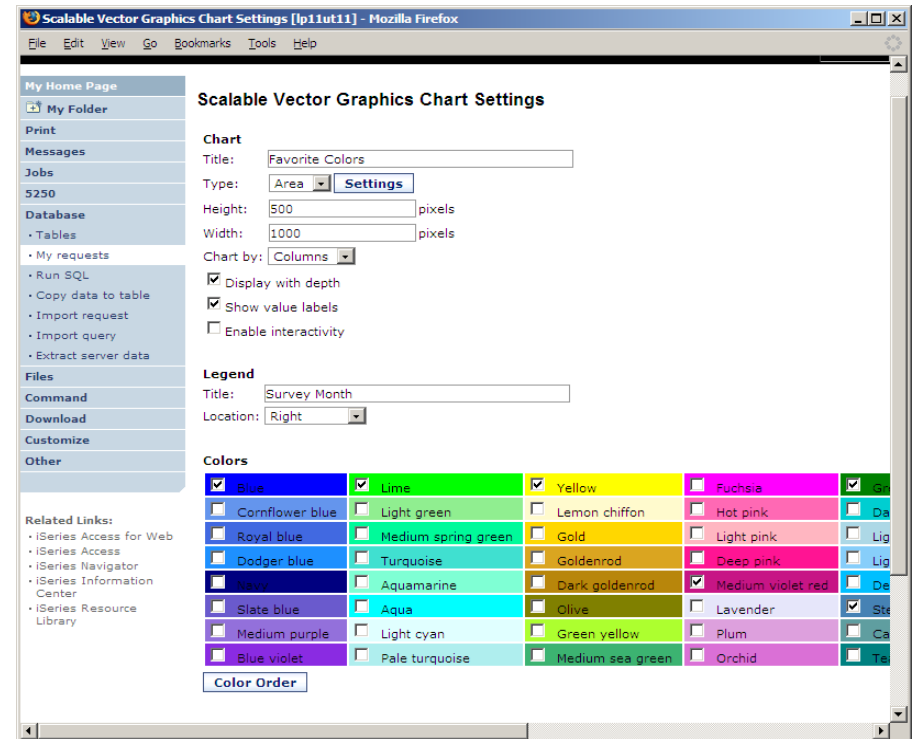 Scalable Vector Graphics Chart Settings [lp11ut11] - Mozilla Firefox
File Edit View Go Bookmarks Tools Help
My Home Page
My Folder
Print
Messages
Jobs
5250
Database
• Tables
• My requests
• Run SQL
• Copy data to table
• Import request
• Import query
• Extract server data
Files
Command
Download
Customize
Other
Related Links:
• iSeries Access for Web
• iSeries Access
• iSeries Navigator
• iSeries Information
Center
• iSeries Resource
Library
Scalable Vector Graphics Chart Settings
Chart
Title: Favorite Colors
Type: Area Settings
Height: 500 pixels
Width: 1000 pixels
Chart by: Columns
Display with depth
Show value labels
Enable interactivity
Legend
Title: Survey Month
Location: Right
Colors
Blue Lime Yellow Fuchsia Gr
Cornflower blue Light green Lemon chiffon Hot pink Da
Royal blue Medium spring green Gold Light pink Lig
Dodger blue Turquoise Goldenrod Deep pink Lig
Navy Aquamarine Dark goldenrod Medium violet red De
Slate blue Aqua Olive Lavender Ste
Medium purple Light cyan Green yellow Plum Ca
Blue violet Pale turquoise Medium sea green Orchid Tea
Color Order